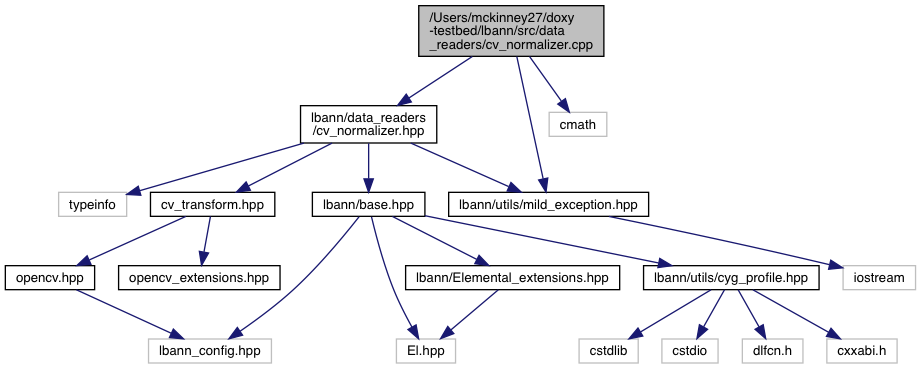 /Users/mckinney27/doxy
-testbed/lbann/src/data
_readers/cv_normalizer.cpp
lbann/data_readers
/cv_normalizer.hpp
cmath
typeinfo
cv_transform.hpp
lbann/base.hpp
lbann/utils/mild_exception.hpp
opencv.hpp
opencv_extensions.hpp
lbann/Elemental_extensions.hpp
lbann/utils/cyg_profile.hpp
iostream
lbann_config.hpp
El.hpp
cstdlib
cstdio
dlfcn.h
cxxabi.h